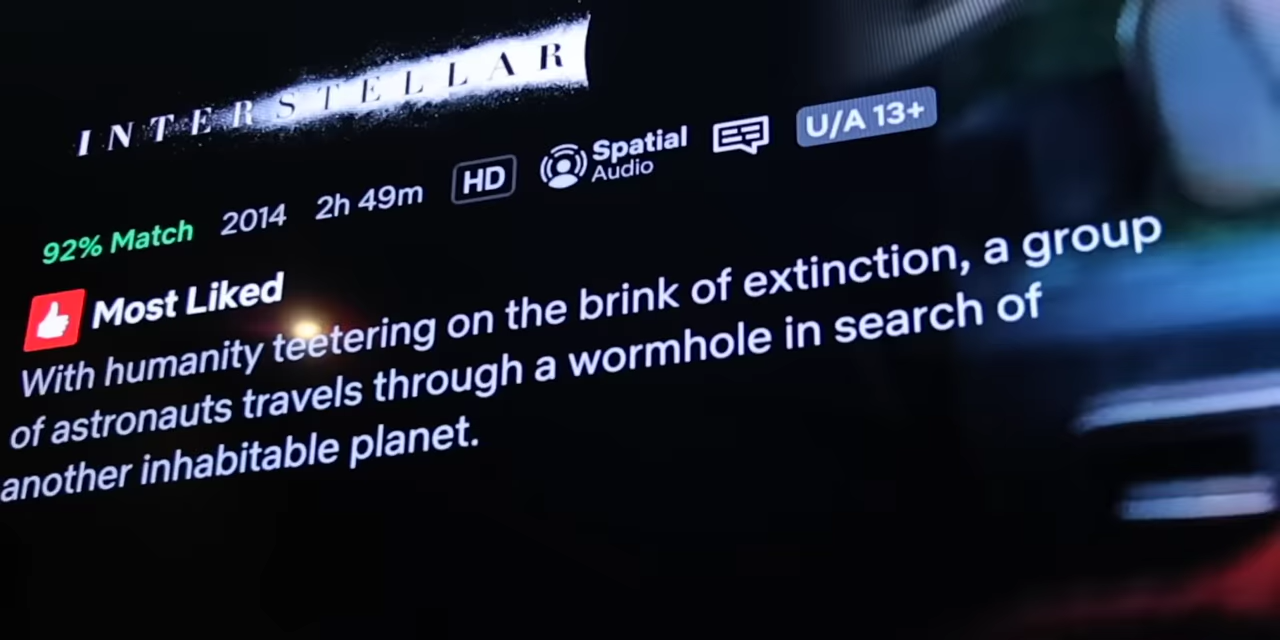 INTERSTELLAR
92% Match 2014 2h 49m HD Spatial Audio U/A 13+
Most Liked
With humanity teetering on the brink of extinction, a group
of astronauts travels through a wormhole in search of
another inhabitable planet.